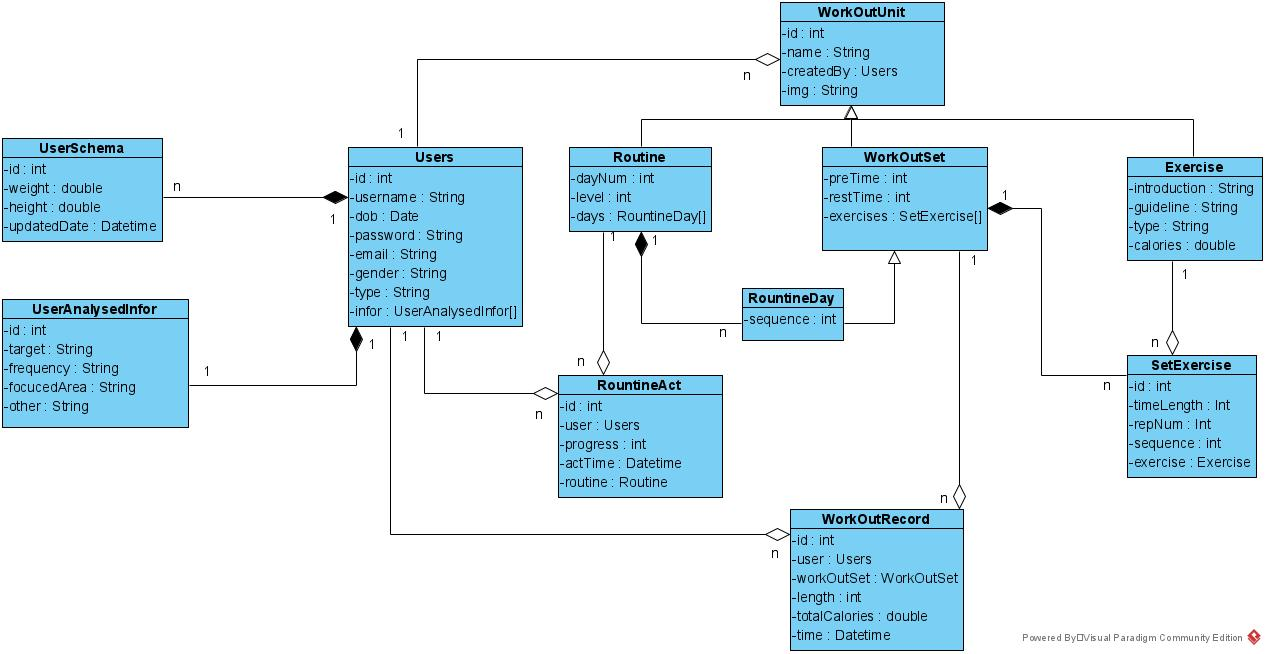 WorkOutUnit
-id : int
-name : String
-createdBy : Users
-img : String
n
1
UserSchema
-id : int
-weight : double
-height : double
-updatedDate : Datetime
n
1
Users
-id : int
-username : String
-dob : Date
-password : String
-email : String
-gender : String
-type : String
-infor : UserAnalysedInfor[]
Routine
-dayNum : int
-level : int
-days : RountineDay[]
WorkOutSet
-preTime : int
-restTime : int
-exercises : SetExercise[]
1
Exercise
-introduction : String
-guideline : String
-type : String
-calories : double
1
1
1
1
RountineDay
-sequence : int
n
UserAnalysedInfor
-id : int
-target : String
-frequency : String
-focucedArea : String
-other : String
1
1
1
1
n
RountineAct
-id : int
-user : Users
-progress : int
-actTime : Datetime
-routine : Routine
n
n
SetExercise
-id : int
-timeLength : Int
-repNum : Int
-sequence : int
-exercise : Exercise
n
n
WorkOutRecord
-id : int
-user : Users
-workOutSet : WorkOutSet
-length : int
-totalCalories : double
-time : Datetime
n
Powered By□Visual Paradigm Community Edition